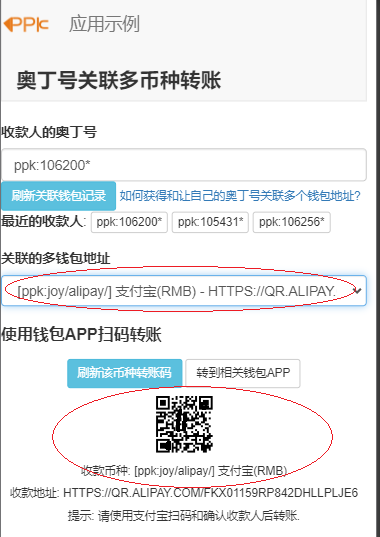 PPk 应用示例
奥丁号关联多币种转账
收款人的奥丁号
ppk:106200*
刷新关联钱包记录 如何获得和让自己的奥丁号关联多个钱包地址?
最近的收款人: ppk:106200* ppk:105431* ppk:106256*
关联的多钱包地址
[ppk:joy/alipay/] 支付宝(RMB) - HTTPS://QR.ALIPAY.
使用钱包APP扫码转账
刷新该币种转账码 转到相关钱包APP
收款币种: [ppk:joy/alipay/] 支付宝(RMB)
收款地址: HTTPS://QR.ALIPAY.COM/FKX01159RP842DHLLPLJE6
提示: 请使用支付宝扫码和确认收款人后转账.